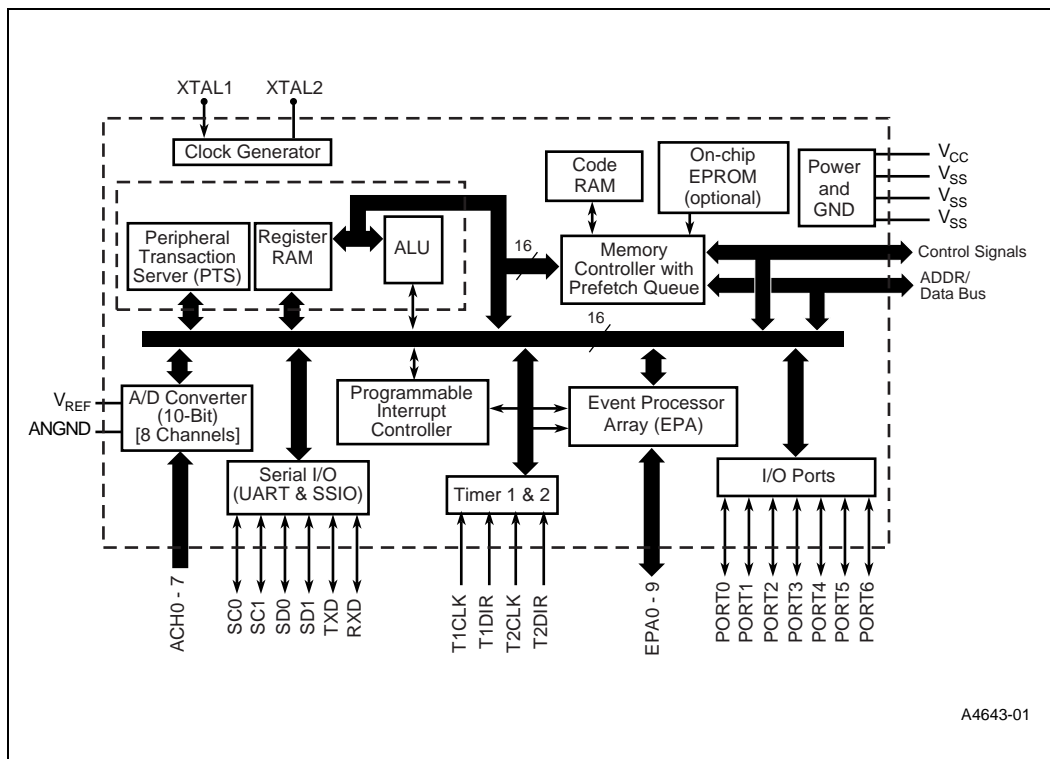 XTAL1
XTAL2
Clock Generator
Code
RAM
On-chip
EPROM
(optional)
Power
and
GND
VCC
VSS
VSS
VSS
Peripheral
Transaction
Server (PTS)
Register
RAM
ALU
16
Memory
Controller with
Prefetch Queue
Control Signals
ADDR/
Data Bus
16
VREF
ANGND
A/D Converter
(10-Bit)
[8 Channels]
Programmable
Interrupt
Controller
Event Processor
Array (EPA)
Serial I/O
(UART & SSIO)
Timer 1 & 2
I/O Ports
ACH0 - 7
SC0
SC1
SD0
SD1
TXD
RXD
T1CLK
T1DIR
T2CLK
T2DIR
EPA0 - 9
PORT0
PORT1
PORT2
PORT3
PORT4
PORT5
PORT6
A4643-01